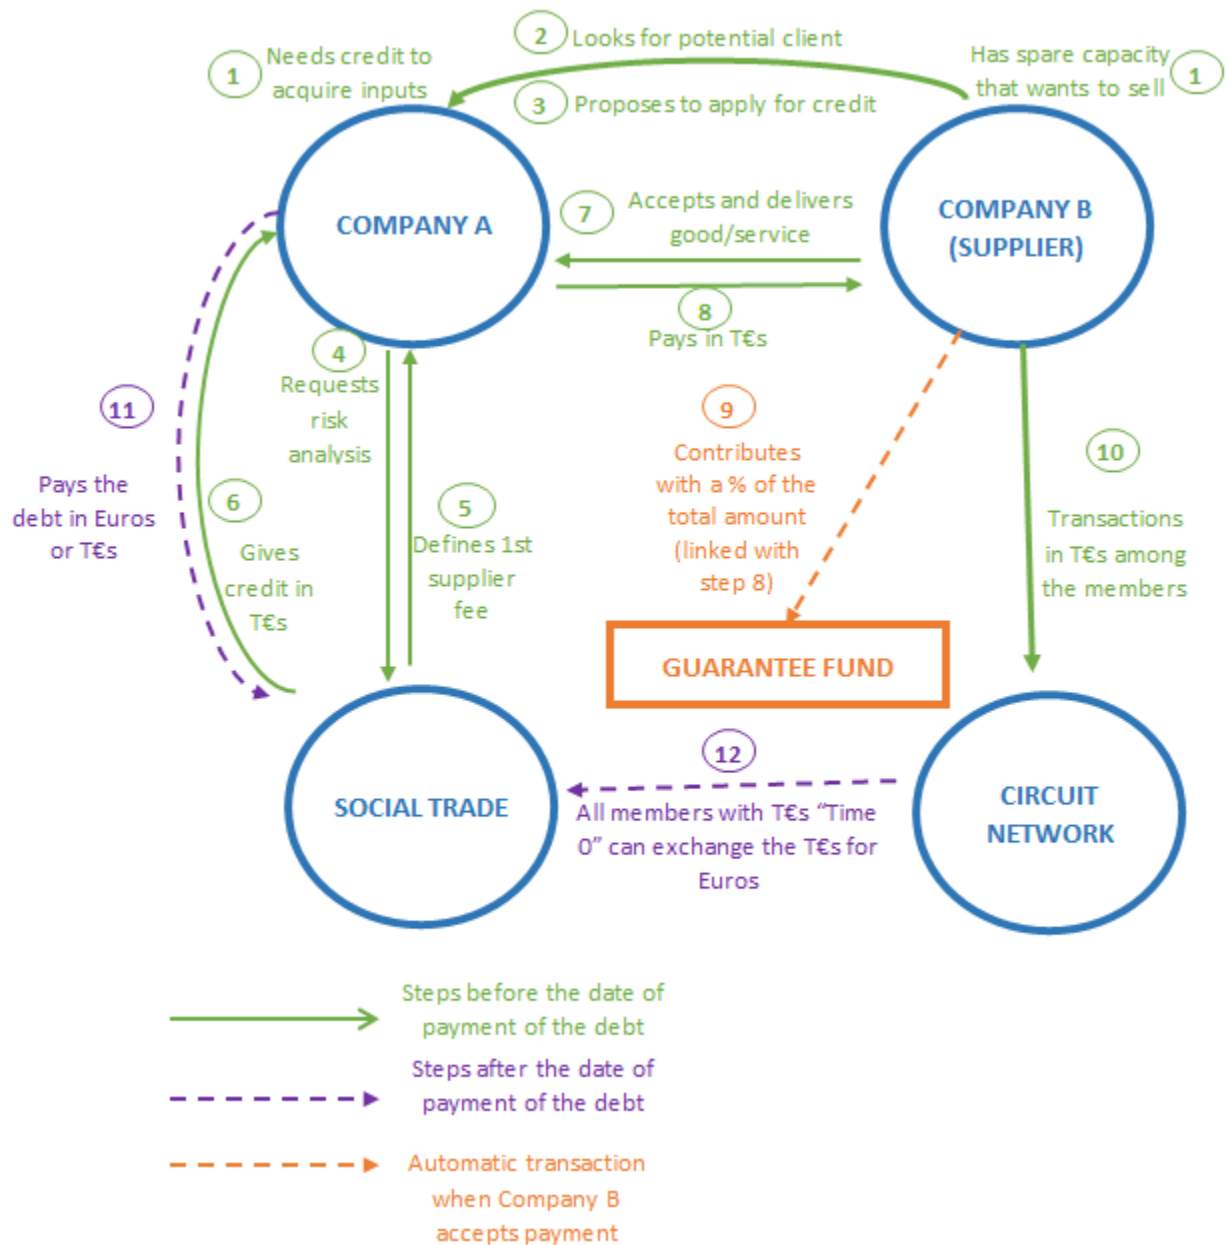 2 Looks for potential client
1 Needs credit to
acquire inputs
Has spare capacity
that wants to sell 1
3 Proposes to apply for credit
COMPANY A
7 Accepts and delivers
good/service
COMPANY B
(SUPPLIER)
8
Pays in T€s
4
Requests
risk
analysis
11
Pays the
debt in Euros
or T€s
6
Gives
credit in
T€s
5
Defines 1st
supplier
fee
9
Contributes
with a % of the
total amount
(linked with
step 8)
10
Transactions
in T€s among
the members
GUARANTEE FUND
SOCIAL TRADE
12
All members with T€s “Time
0” can exchange the T€s for
Euros
CIRCUIT
NETWORK
Steps before the date of
payment of the debt
Steps after the date of
payment of the debt
Automatic transaction
when Company B
accepts payment